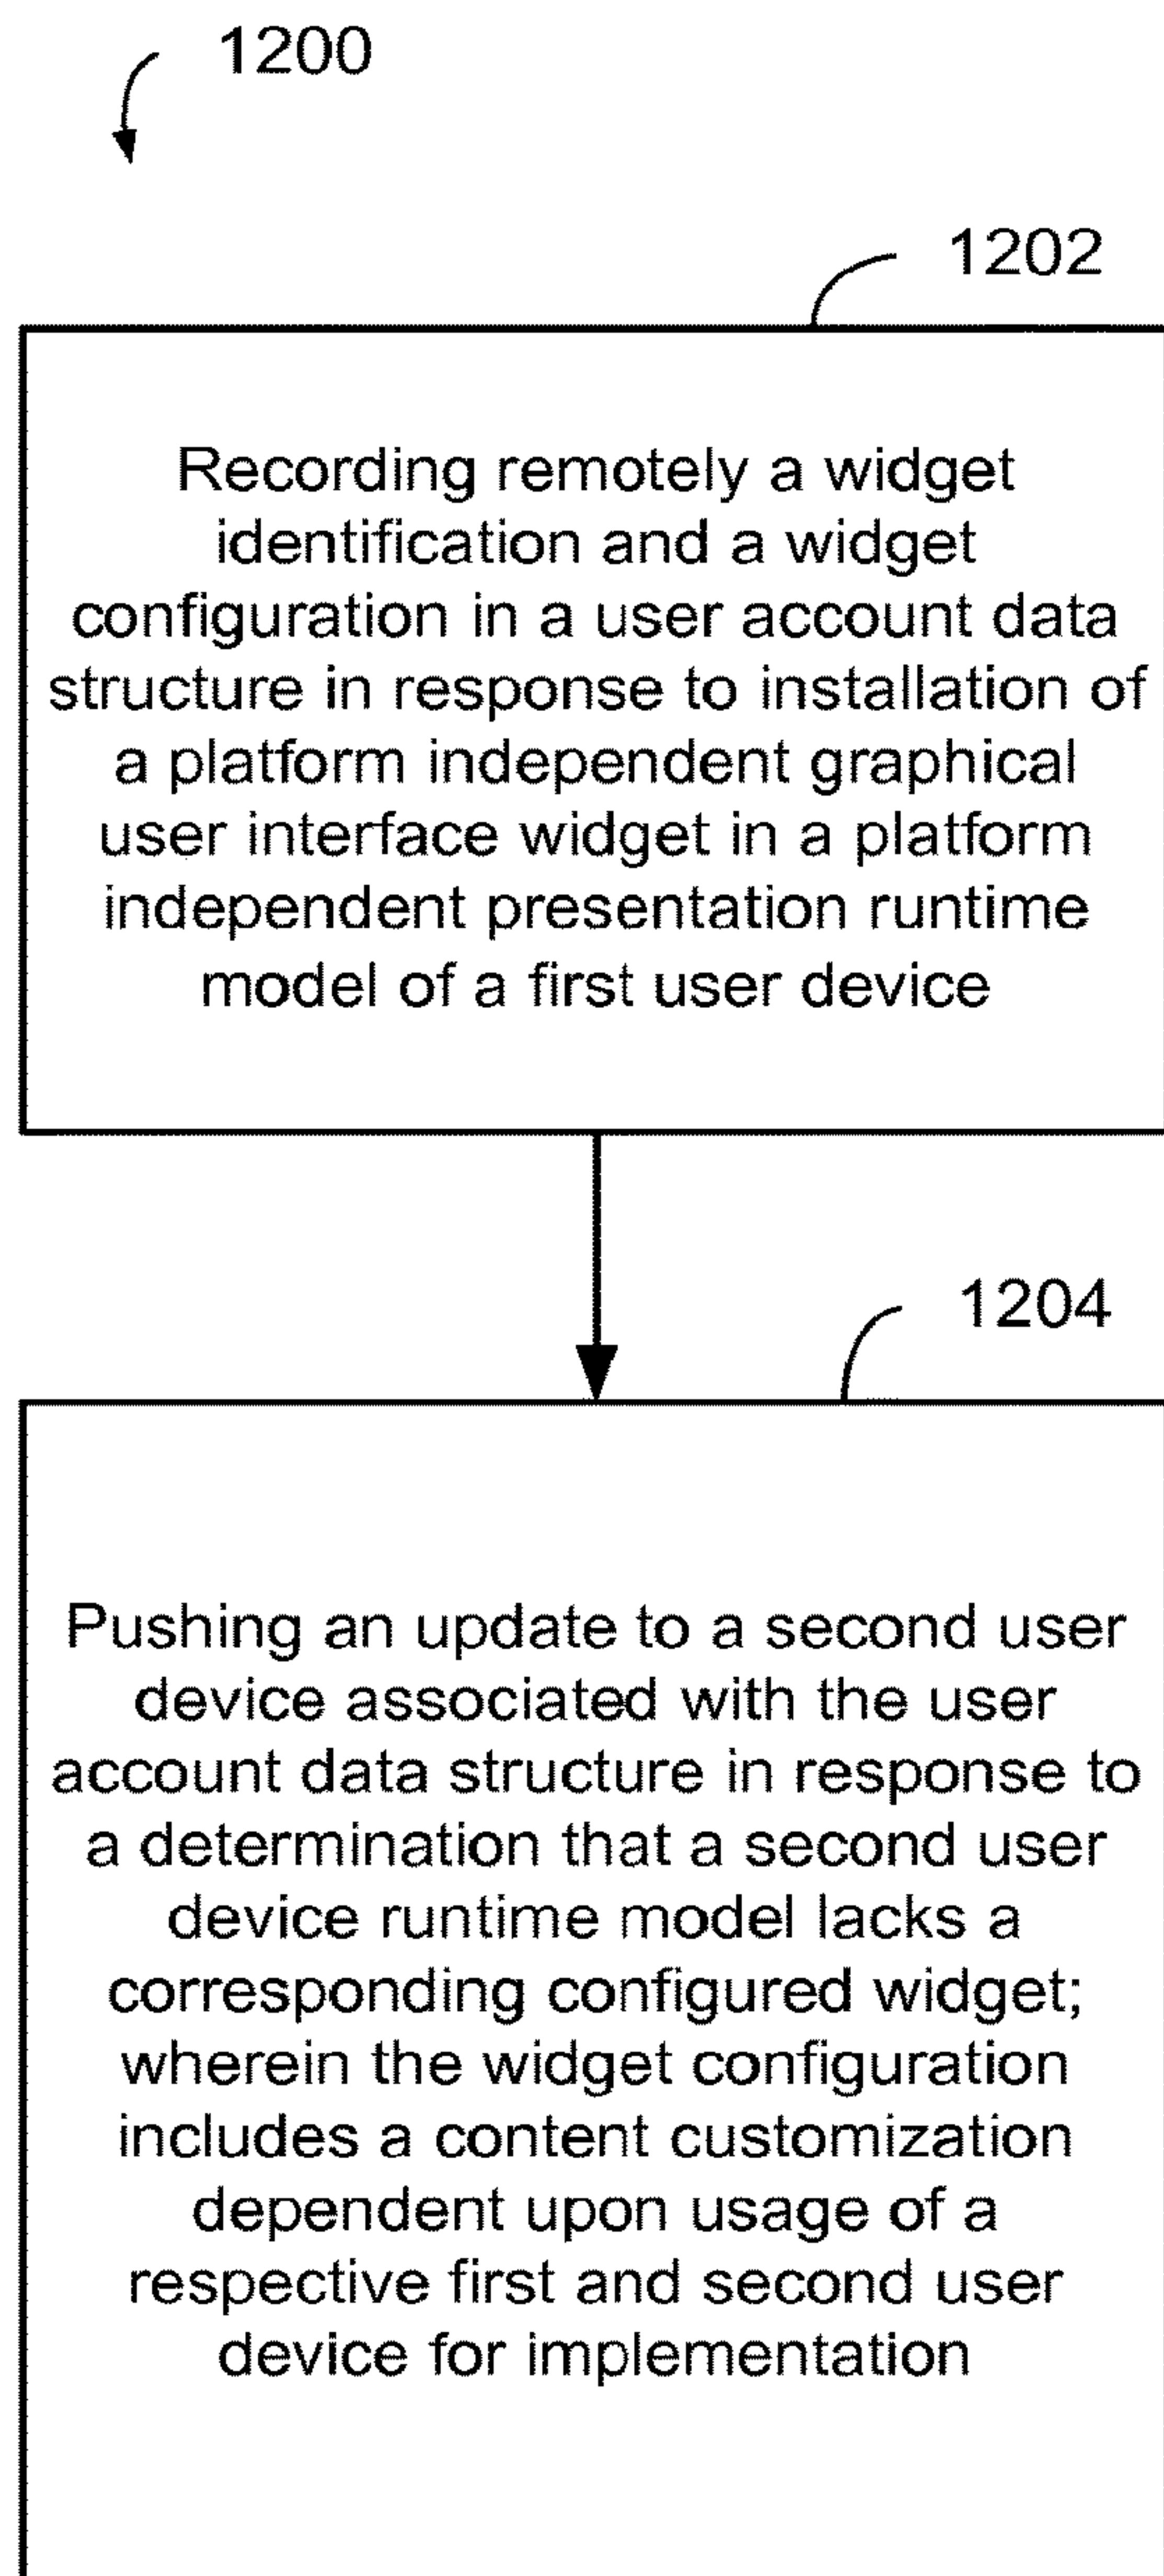 1200
1202
Recording remotely a widget
identification and a widget
configuration in a user account data
structure in response to installation of
a platform independent graphical
user interface widget in a platform
independent presentation runtime
model of a first user device
1204
Pushing an update to a second user
device associated with the user
account data structure in response to
a determination that a second user
device runtime model lacks a
corresponding configured widget;
wherein the widget configuration
includes a content customization
dependent upon usage of a
respective first and second user
device for implementation